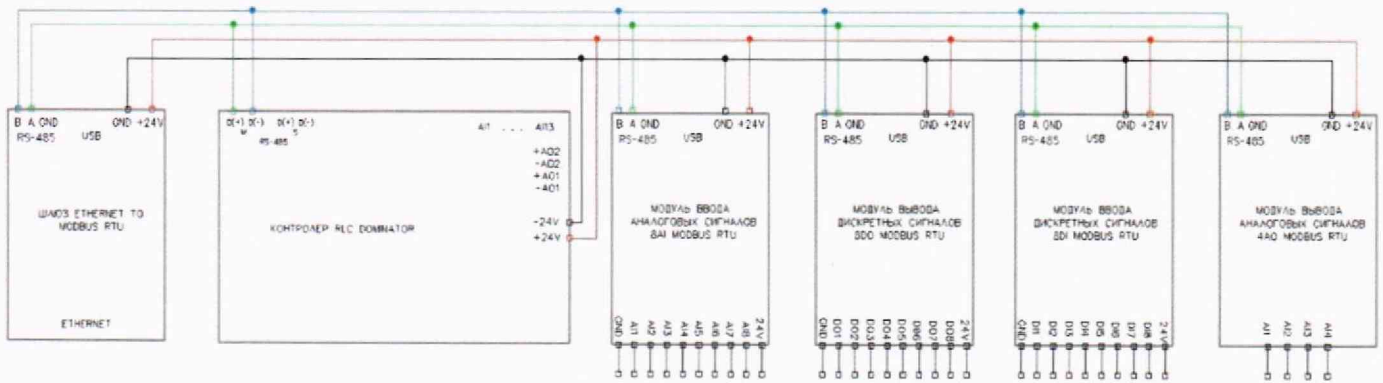 B A GND GND +24V
RS-485 USB
ШЛЮЗ ETHERNET TO
MODBUS RTU
ETHERNET
D(+) D(-) D(+) D(-)
M S
RS-485
AI1 ... AI13
+AO2
-AO2
+AO1
-AO1
-24V
+24V
КОНТРОЛЕР RLC DOMINATOR
B A GND GND +24V
RS-485 USB
МОДУЛЬ ВВОДА
АНАЛОГОВЫХ СИГНАЛОВ
8AI MODBUS RTU
GND AI1 AI2 AI3 AI4 AI5 AI6 AI7 AI8 24V
B A GND GND +24V
RS-485 USB
МОДУЛЬ ВЫВОДА
ДИСКРЕТНЫХ СИГНАЛОВ
8DO MODBUS RTU
GND DO1 DO2 DO3 DO4 DO5 DO6 DO7 DO8 24V
B A GND GND +24V
RS-485 USB
МОДУЛЬ ВВОДА
ДИСКРЕТНЫХ СИГНАЛОВ
8DI MODBUS RTU
GND DI1 DI2 DI3 DI4 DI5 DI6 DI7 DI8 24V
B A GND GND +24V
RS-485 USB
МОДУЛЬ ВЫВОДА
АНАЛОГОВЫХ СИГНАЛОВ
4AO MODBUS RTU
AI1 AI2 AI3 AI4